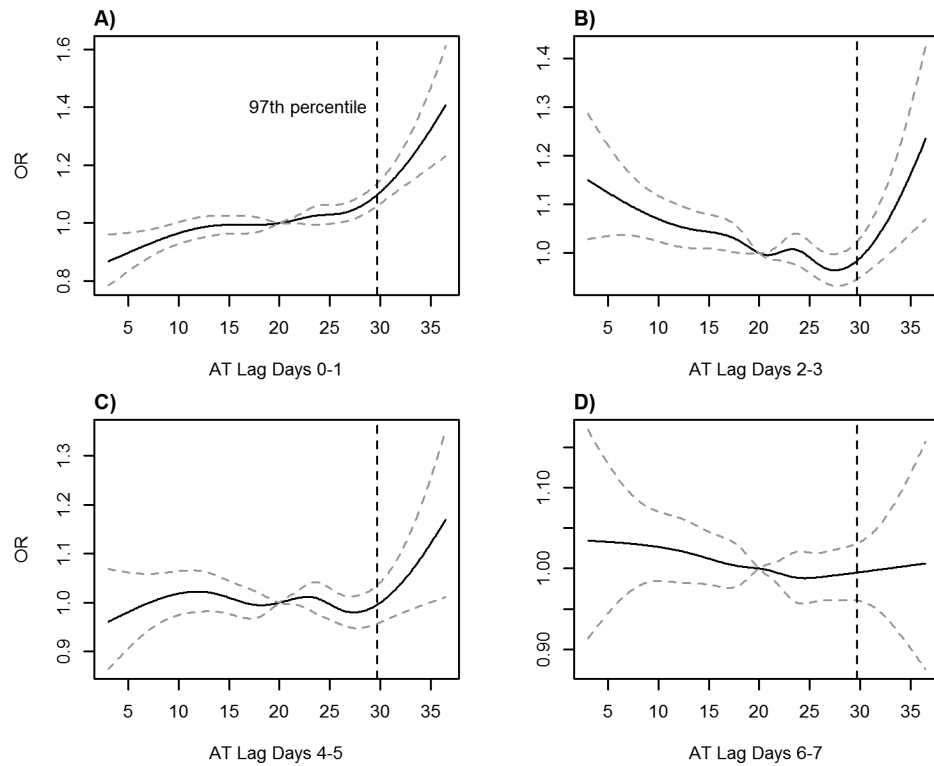 A)
1.6
1.4
1.2
1.0
0.8
OR
97th percentile
5 10 15 20 25 30 35
AT Lag Days 0-1
B)
1.4
1.3
1.2
1.1
1.0
5 10 15 20 25 30 35
AT Lag Days 2-3
C)
1.3
1.2
1.1
1.0
0.9
OR
5 10 15 20 25 30 35
AT Lag Days 4-5
D)
1.10
1.00
0.90
5 10 15 20 25 30 35
AT Lag Days 6-7